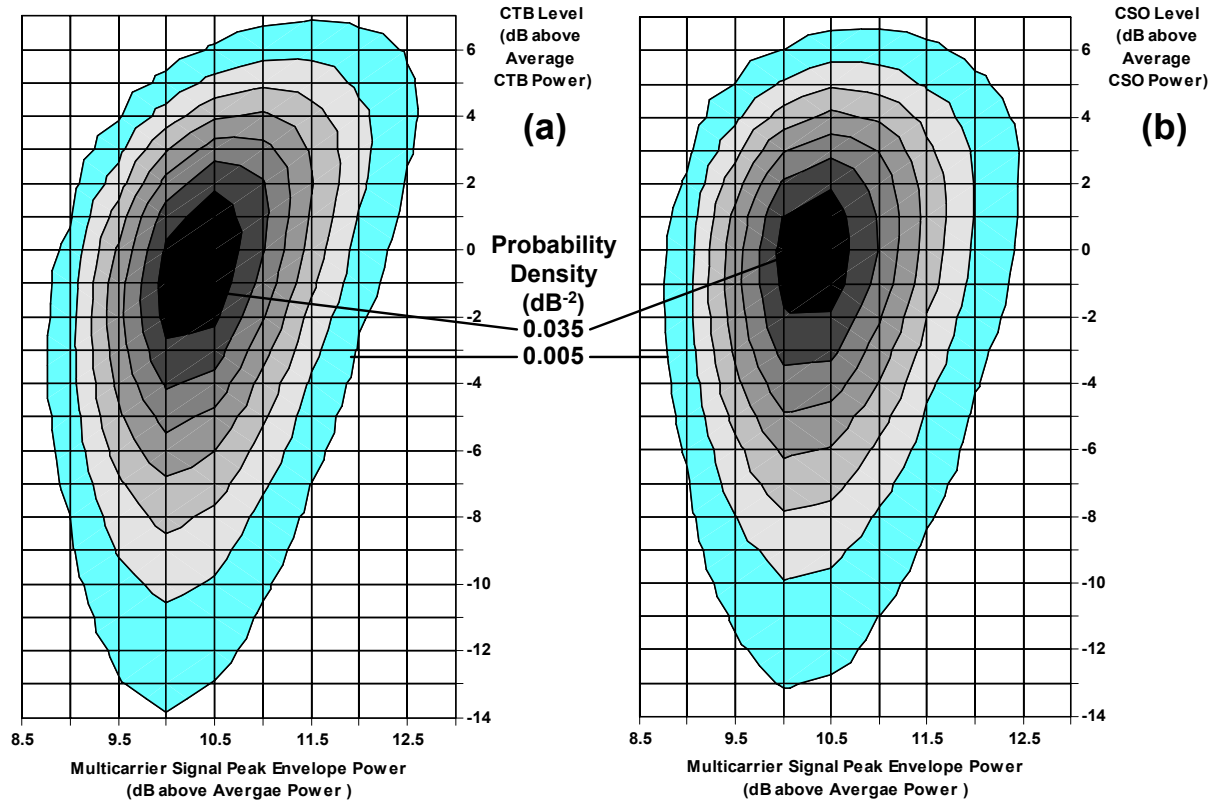 CTB Level
(dB above
Average
CTB Power)
(a)
6
4
2
0
-2
-4
-6
-8
-10
-12
-14
8.5
9.5
10.5
11.5
12.5
Multicarrier Signal Peak Envelope Power
(dB above Avergae Power )
Probability
Density
(dB-2)
0.035
0.005
CSO Level
(dB above
Average
CSO Power)
(b)
6
4
2
0
-2
-4
-6
-8
-10
-12
-14
8.5
9.5
10.5
11.5
12.5
Multicarrier Signal Peak Envelope Power
(dB above Avergae Power )